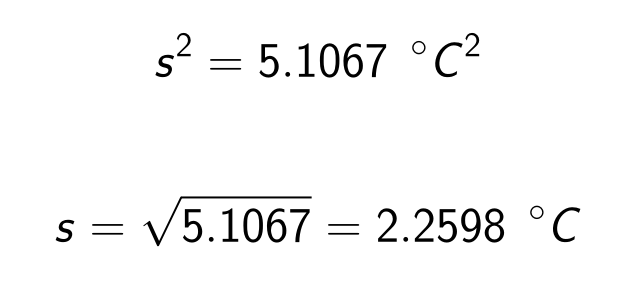 s² = 5.1067 °C²
s = √5.1067 = 2.2598 °C